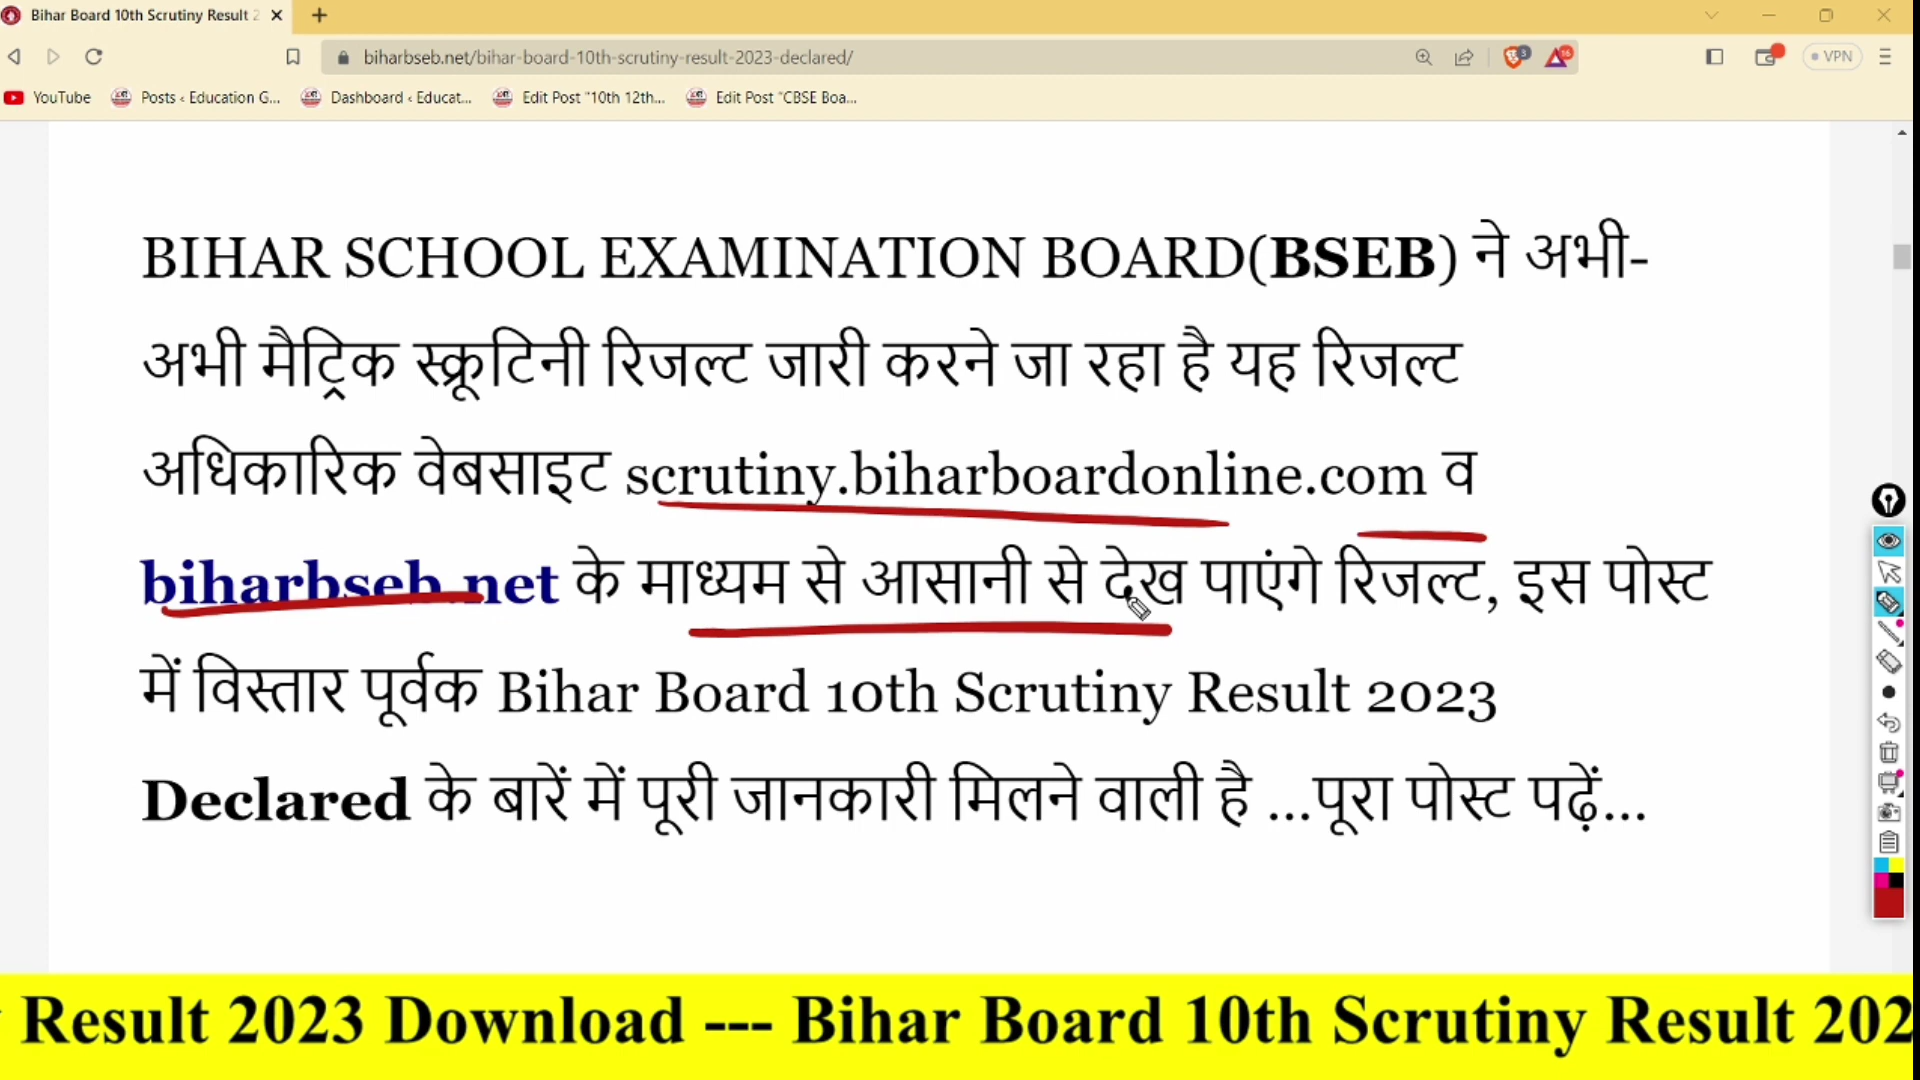 Bihar Board 10th Scrutiny Result 2
biharbseb.net/bihar-board-10th-scrutiny-result-2023-declared/
VPN
YouTube Posts ‹ Education G... Dashboard ‹ Educat... Edit Post "10th 12th... Edit Post "CBSE Boa...
BIHAR SCHOOL EXAMINATION BOARD(BSEB) ने अभी-
अभी मैट्रिक स्क्रूटिनी रिजल्ट जारी करने जा रहा है यह रिजल्ट
अधिकारिक वेबसाइट scrutiny.biharboardonline.com व
biharbseb.net के माध्यम से आसानी से देख पाएंगे रिजल्ट, इस पोस्ट
में विस्तार पूर्वक Bihar Board 10th Scrutiny Result 2023
Declared के बारें में पूरी जानकारी मिलने वाली है ...पूरा पोस्ट पढ़ें...
Result 2023 Download --- Bihar Board 10th Scrutiny Result 202